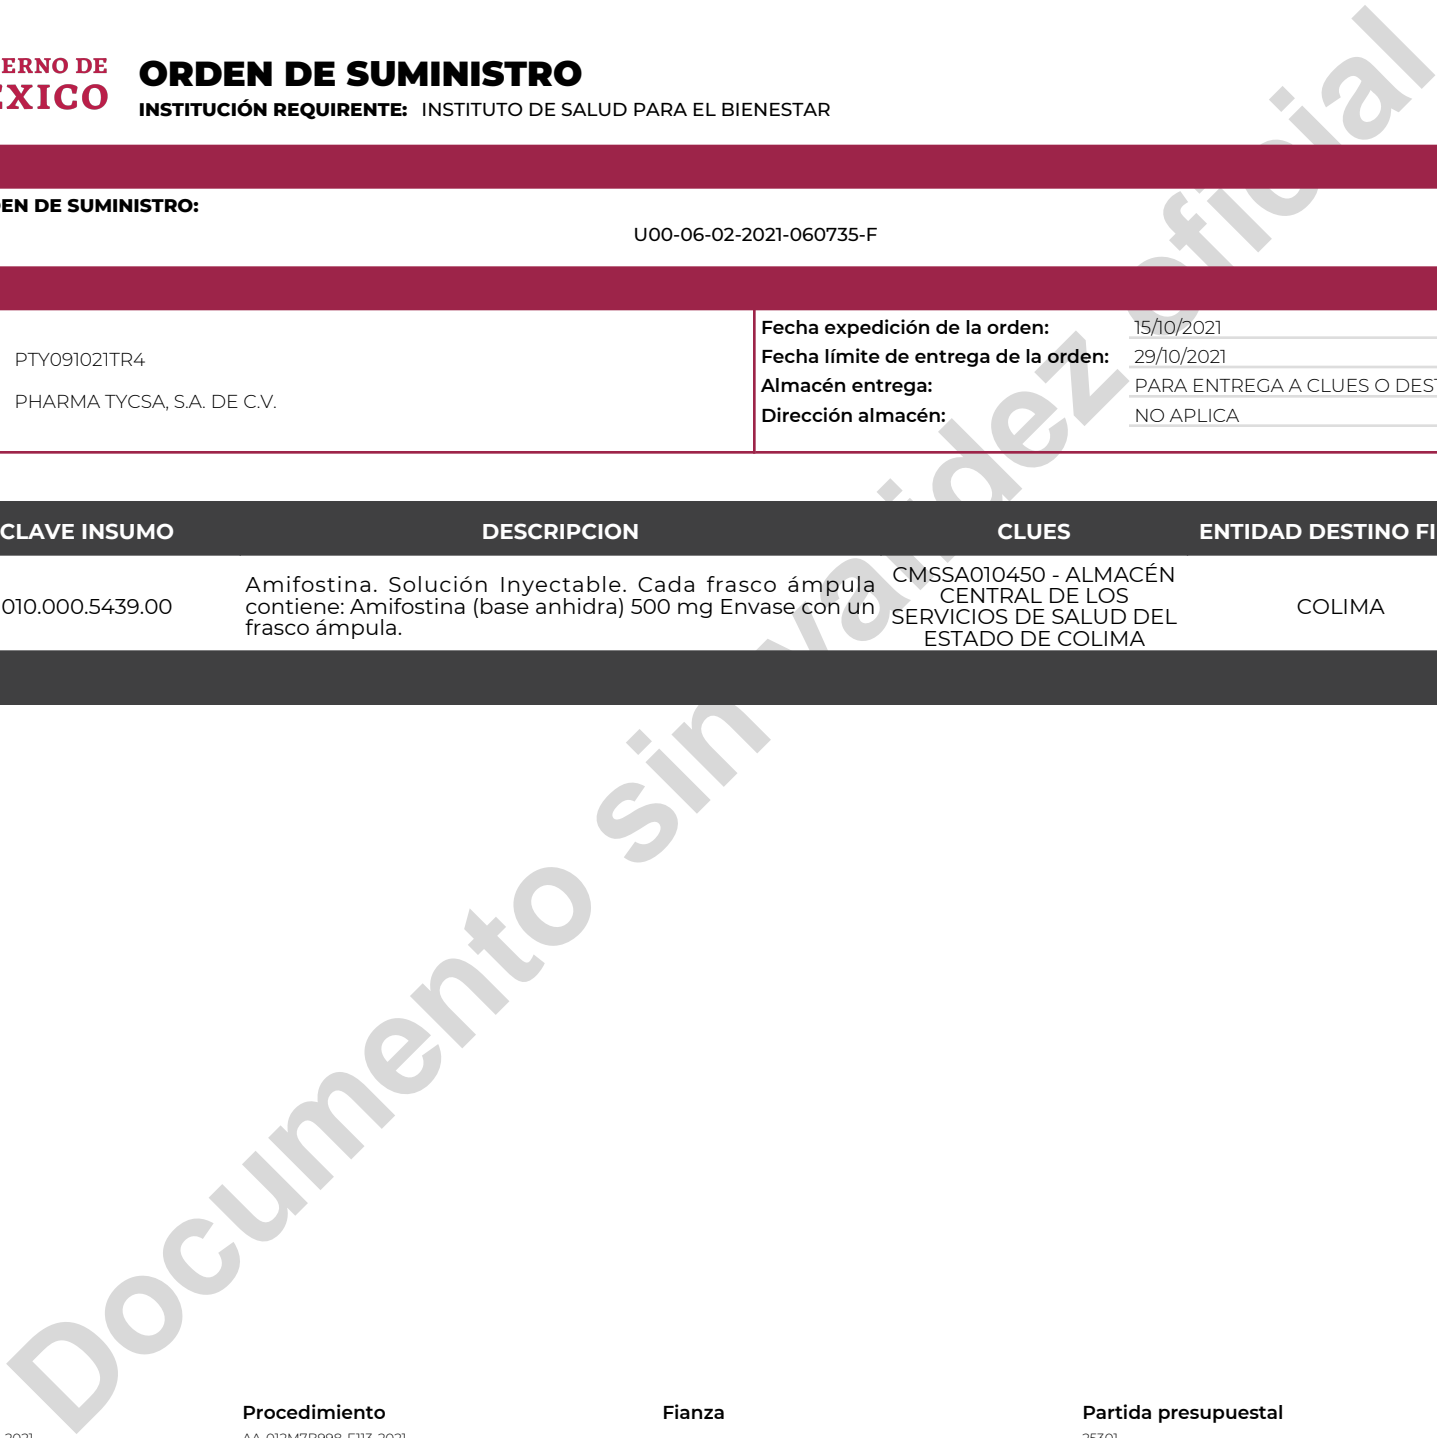 ERNO DE
ÉXICO
ORDEN DE SUMINISTRO
INSTITUCIÓN REQUIRENTE: INSTITUTO DE SALUD PARA EL BIENESTAR
EN DE SUMINISTRO:
U00-06-02-2021-060735-F
PTY091021TR4
PHARMA TYCSA, S.A. DE C.V.
Fecha expedición de la orden: 15/10/2021
Fecha límite de entrega de la orden: 29/10/2021
Almacén entrega: PARA ENTREGA A CLUES O DEST
Dirección almacén: NO APLICA
CLAVE INSUMO DESCRIPCION CLUES ENTIDAD DESTINO FI
010.000.5439.00
Amifostina. Solución Inyectable. Cada frasco ámpula
contiene: Amifostina (base anhidra) 500 mg Envase con un
frasco ámpula.
CMSSA010450 - ALMACÉN
CENTRAL DE LOS
SERVICIOS DE SALUD DEL
ESTADO DE COLIMA
COLIMA
Documento sin validez oficial
Procedimiento Fianza Partida presupuestal